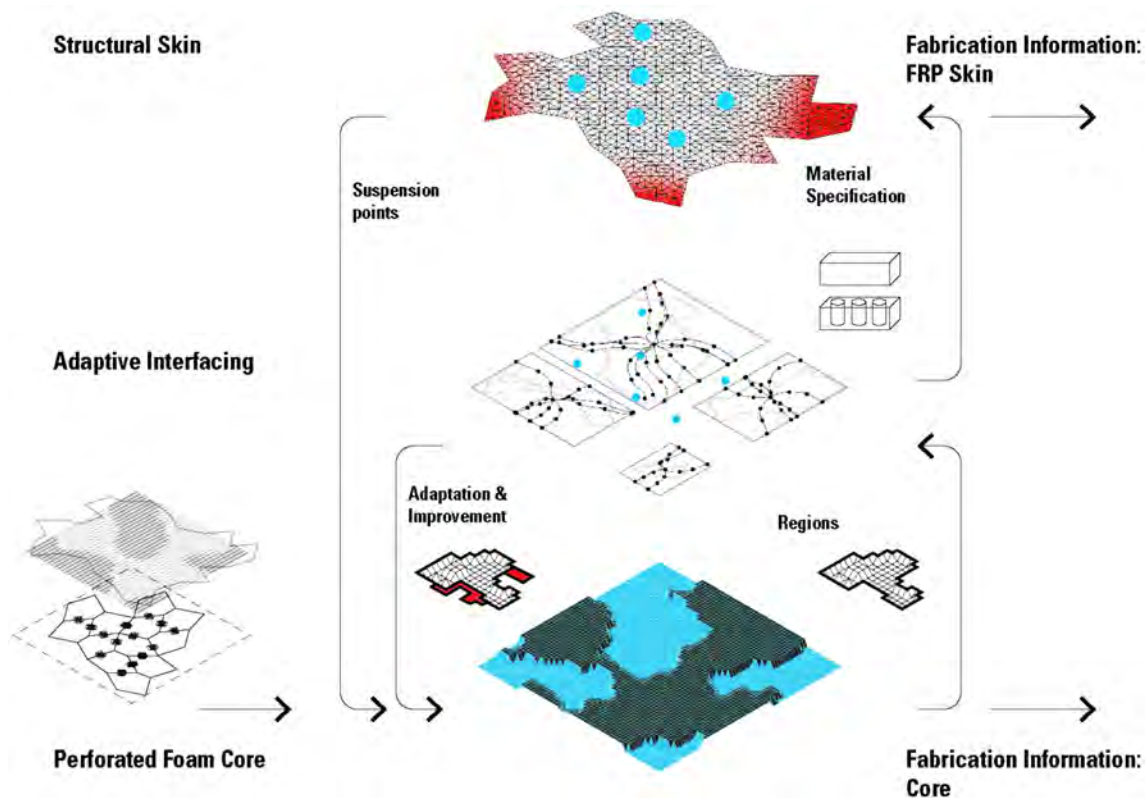 Structural Skin
Fabrication Information:
FRP Skin
Suspension
points
Material
Specification
Adaptive Interfacing
Adaptation &
Improvement
Regions
Perforated Foam Core
Fabrication Information:
Core